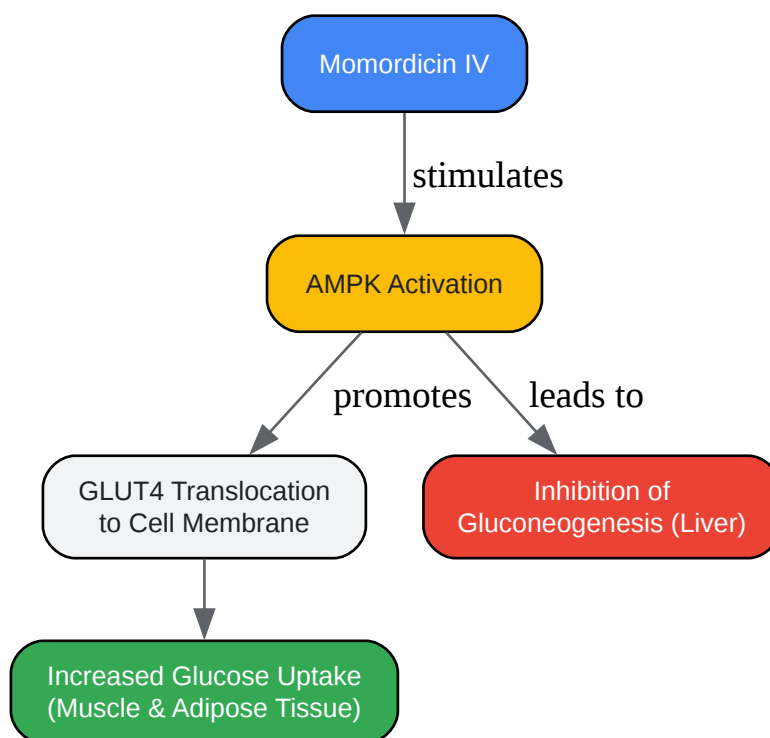 Momordicin IV
stimulates
AMPK Activation
promotes
leads to
GLUT4 Translocation
to Cell Membrane
Inhibition of
Gluconeogenesis (Liver)
Increased Glucose Uptake
(Muscle & Adipose Tissue)